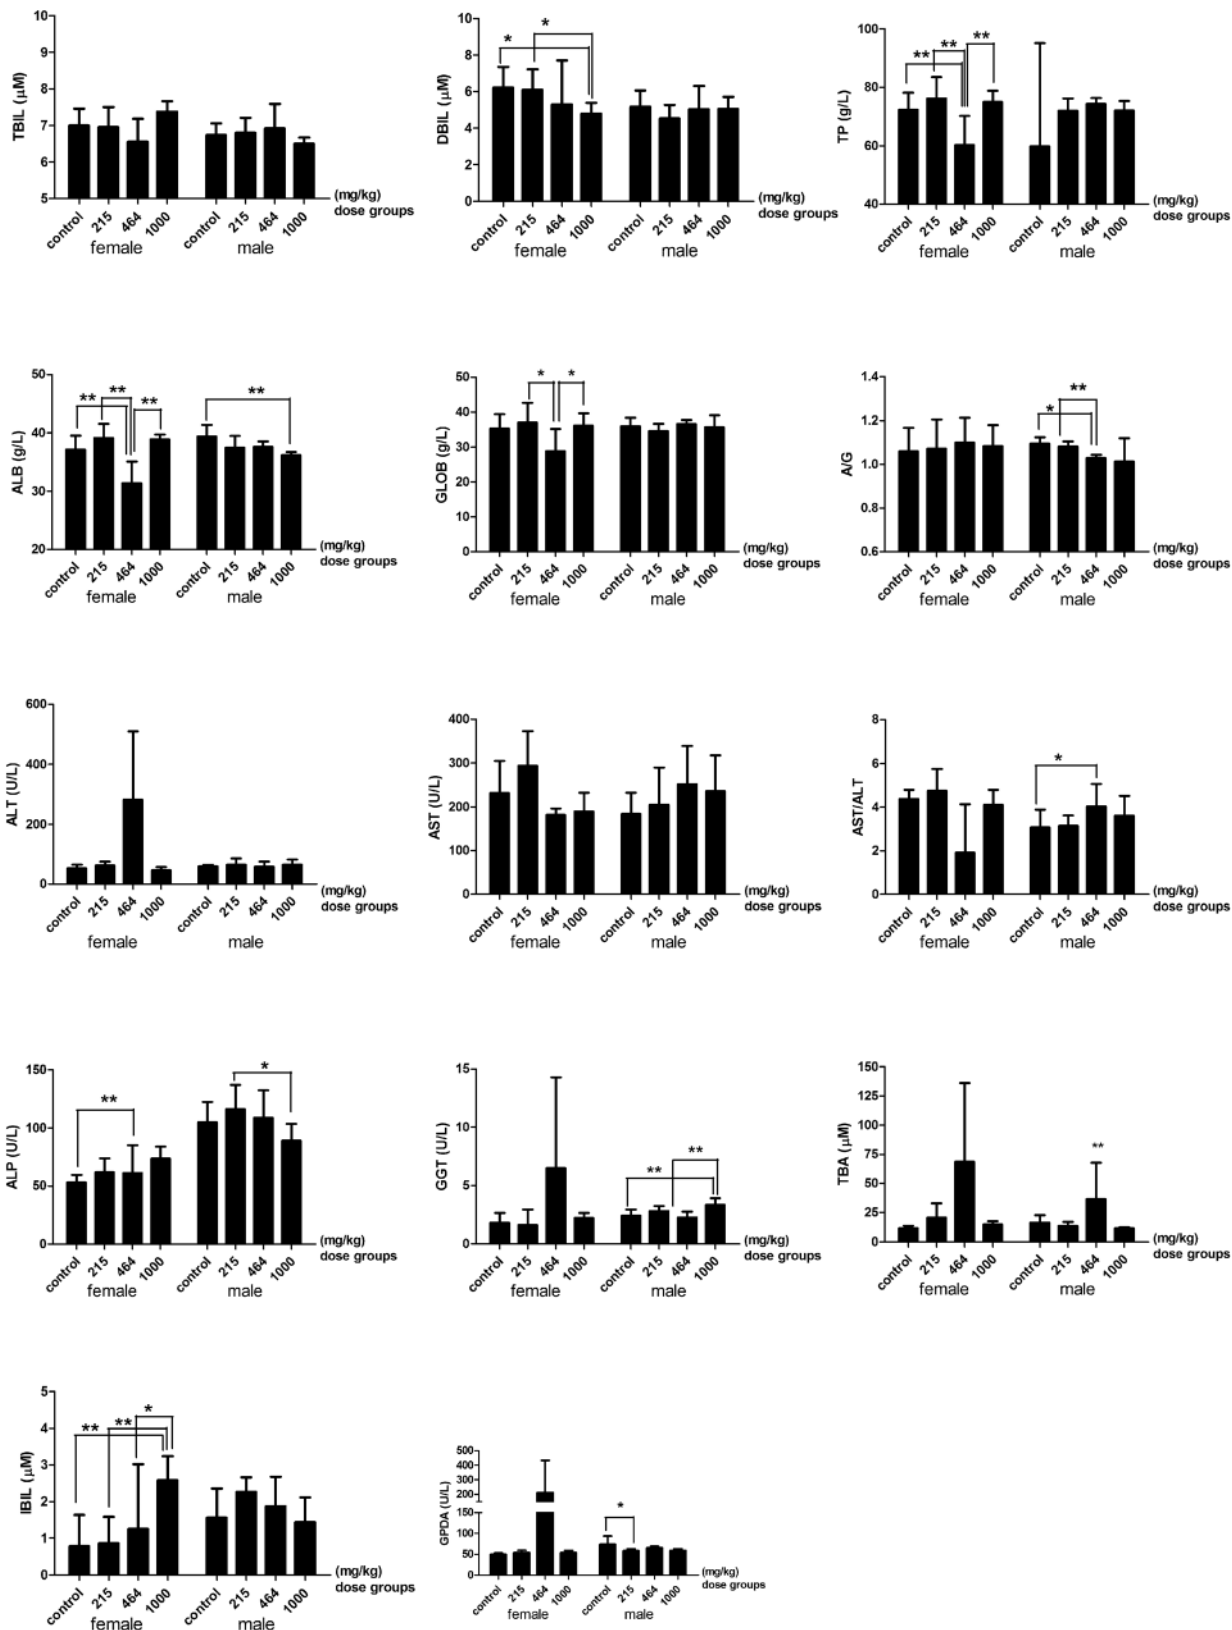 TBIL (μM)
10
9
8
7
6
5
control 215 464 1000 control 215 464 1000
female male
(mg/kg)
dose groups
DBIL (μM)
10
8
6
4
2
0
* *
control 215 464 1000 control 215 464 1000
female male
(mg/kg)
dose groups
TP (g/L)
100
80
60
40
** ** **
control 215 464 1000 control 215 464 1000
female male
(mg/kg)
dose groups
ALB (g/L)
50
40
30
20
** ** ** **
control 215 464 1000 control 215 464 1000
female male
(mg/kg)
dose groups
GLOB (g/L)
50
40
30
20
10
0
* *
control 215 464 1000 control 215 464 1000
female male
(mg/kg)
dose groups
A/G
1.4
1.2
1.0
0.8
0.6
* **
control 215 464 1000 control 215 464 1000
female male
(mg/kg)
dose groups
ALT (U/L)
600
400
200
0
control 215 464 1000 control 215 464 1000
female male
(mg/kg)
dose groups
AST (U/L)
400
300
200
100
0
control 215 464 1000 control 215 464 1000
female male
(mg/kg)
dose groups
AST/ALT
8
6
4
2
0
*
control 215 464 1000 control 215 464 1000
female male
(mg/kg)
dose groups
ALP (U/L)
150
100
50
0
** *
control 215 464 1000 control 215 464 1000
female male
(mg/kg)
dose groups
GGT (U/L)
15
10
5
0
** **
control 215 464 1000 control 215 464 1000
female male
(mg/kg)
dose groups
TBA (μM)
150
125
100
75
50
25
0
**
control 215 464 1000 control 215 464 1000
female male
(mg/kg)
dose groups
IBIL (μM)
5
4
3
2
1
0
** ** *
control 215 464 1000 control 215 464 1000
female male
(mg/kg)
dose groups
GPDA (U/L)
500
400
300
200
150
100
50
0
*
control 215 464 1000 control 215 464 1000
female male
(mg/kg)
dose groups